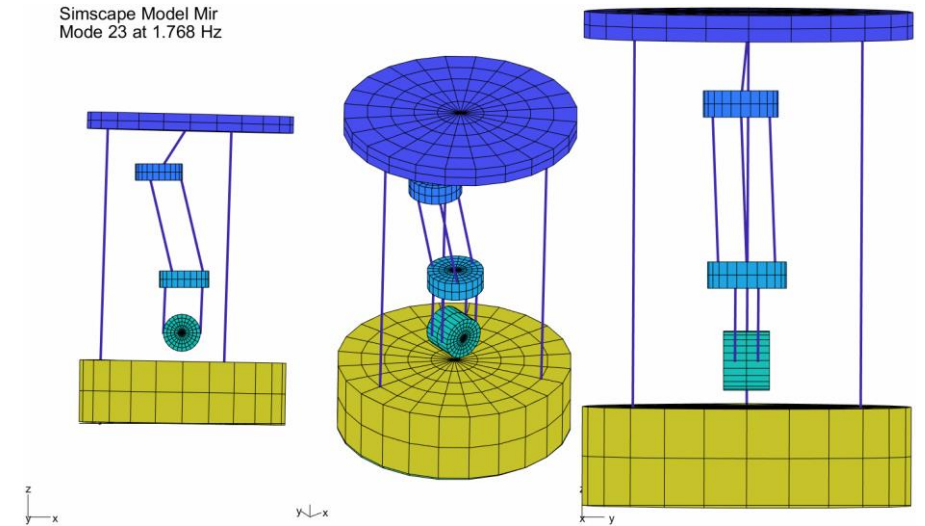 Simscape Model Mir
Mode 23 at 1.768 Hz
z
y x
y x
z
x y